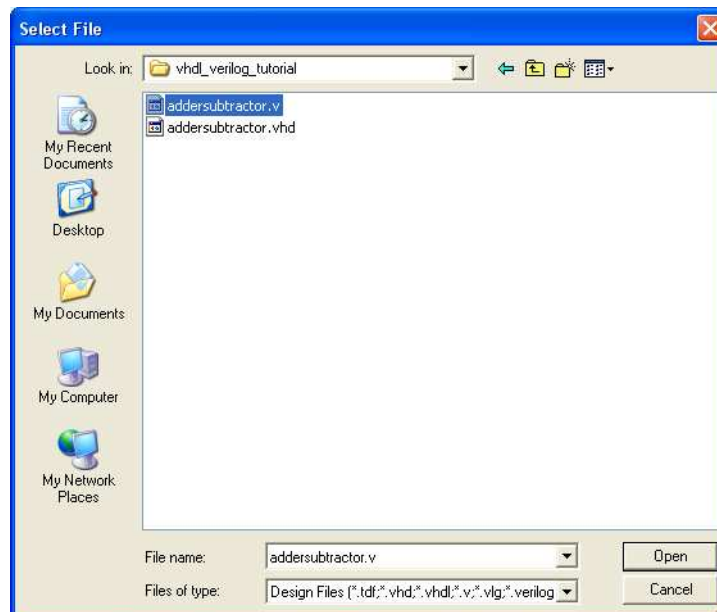 Select File
Look in: vhdl_verilog_tutorial
addersubtractor.v
addersubtractor.vhd
My Recent
Documents
Desktop
My Documents
My Computer
My Network
Places
File name: addersubtractor.v Open
Files of type: Design Files (*.tdf;*.vhd;*.vhdl;*.v;*.vlg;*.verilog Cancel